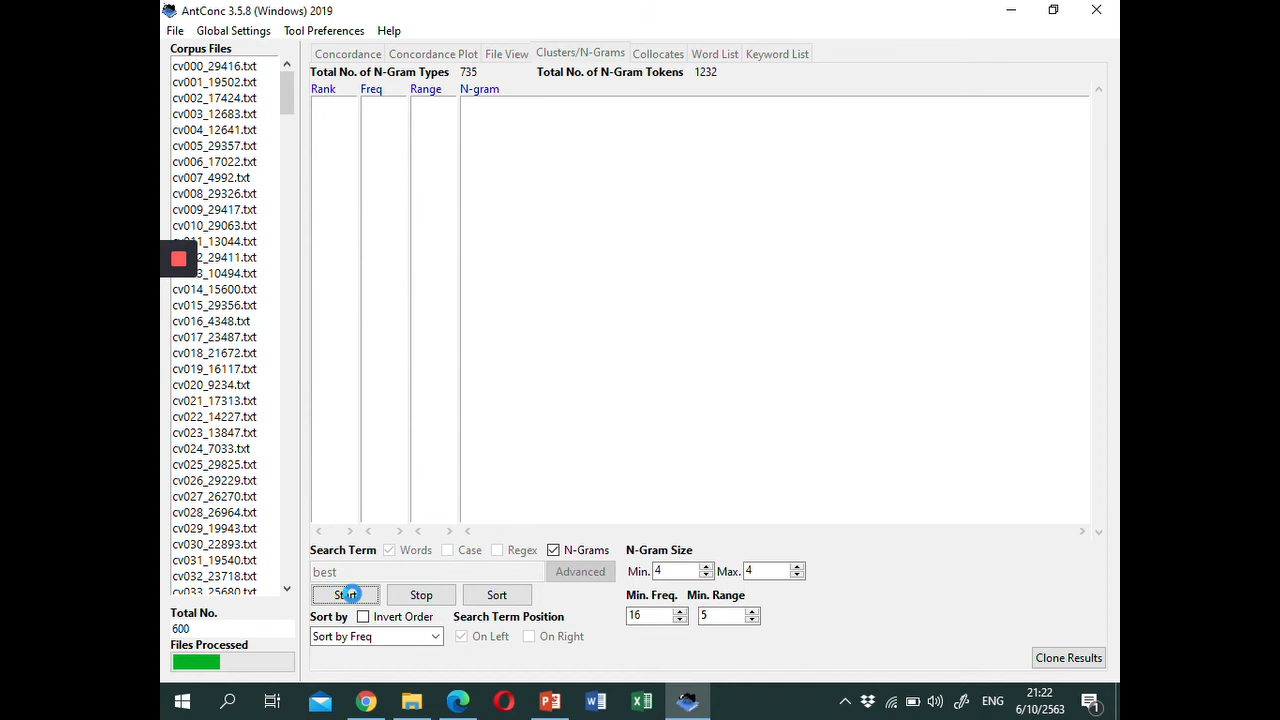 AntConc 3.5.8 (Windows) 2019
File Global Settings Tool Preferences Help
Corpus Files
cv000_29416.txt
cv001_19502.txt
cv002_17424.txt
cv003_12683.txt
cv004_12641.txt
cv005_29357.txt
cv006_17022.txt
cv007_4992.txt
cv008_29326.txt
cv009_29417.txt
cv010_29063.txt
11_13044.txt
2_29411.txt
3_10494.txt
cv014_15600.txt
cv015_29356.txt
cv016_4348.txt
cv017_23487.txt
cv018_21672.txt
cv019_16117.txt
cv020_9234.txt
cv021_17313.txt
cv022_14227.txt
cv023_13847.txt
cv024_7033.txt
cv025_29825.txt
cv026_29229.txt
cv027_26270.txt
cv028_26964.txt
cv029_19943.txt
cv030_22893.txt
cv031_19540.txt
cv032_23718.txt
cv033_25680.txt
Total No.
600
Files Processed
Concordance Concordance Plot File View Clusters/N-Grams Collocates Word List Keyword List
Total No. of N-Gram Types 735 Total No. of N-Gram Tokens 1232
Rank Freq Range N-gram
Search Term Words Case Regex N-Grams N-Gram Size
best Advanced Min. 4 Max. 4
Start Stop Sort Min. Freq. Min. Range
Sort by Invert Order Search Term Position 16 5
Sort by Freq On Left On Right
Clone Results
ENG 21:22
6/10/2563 1